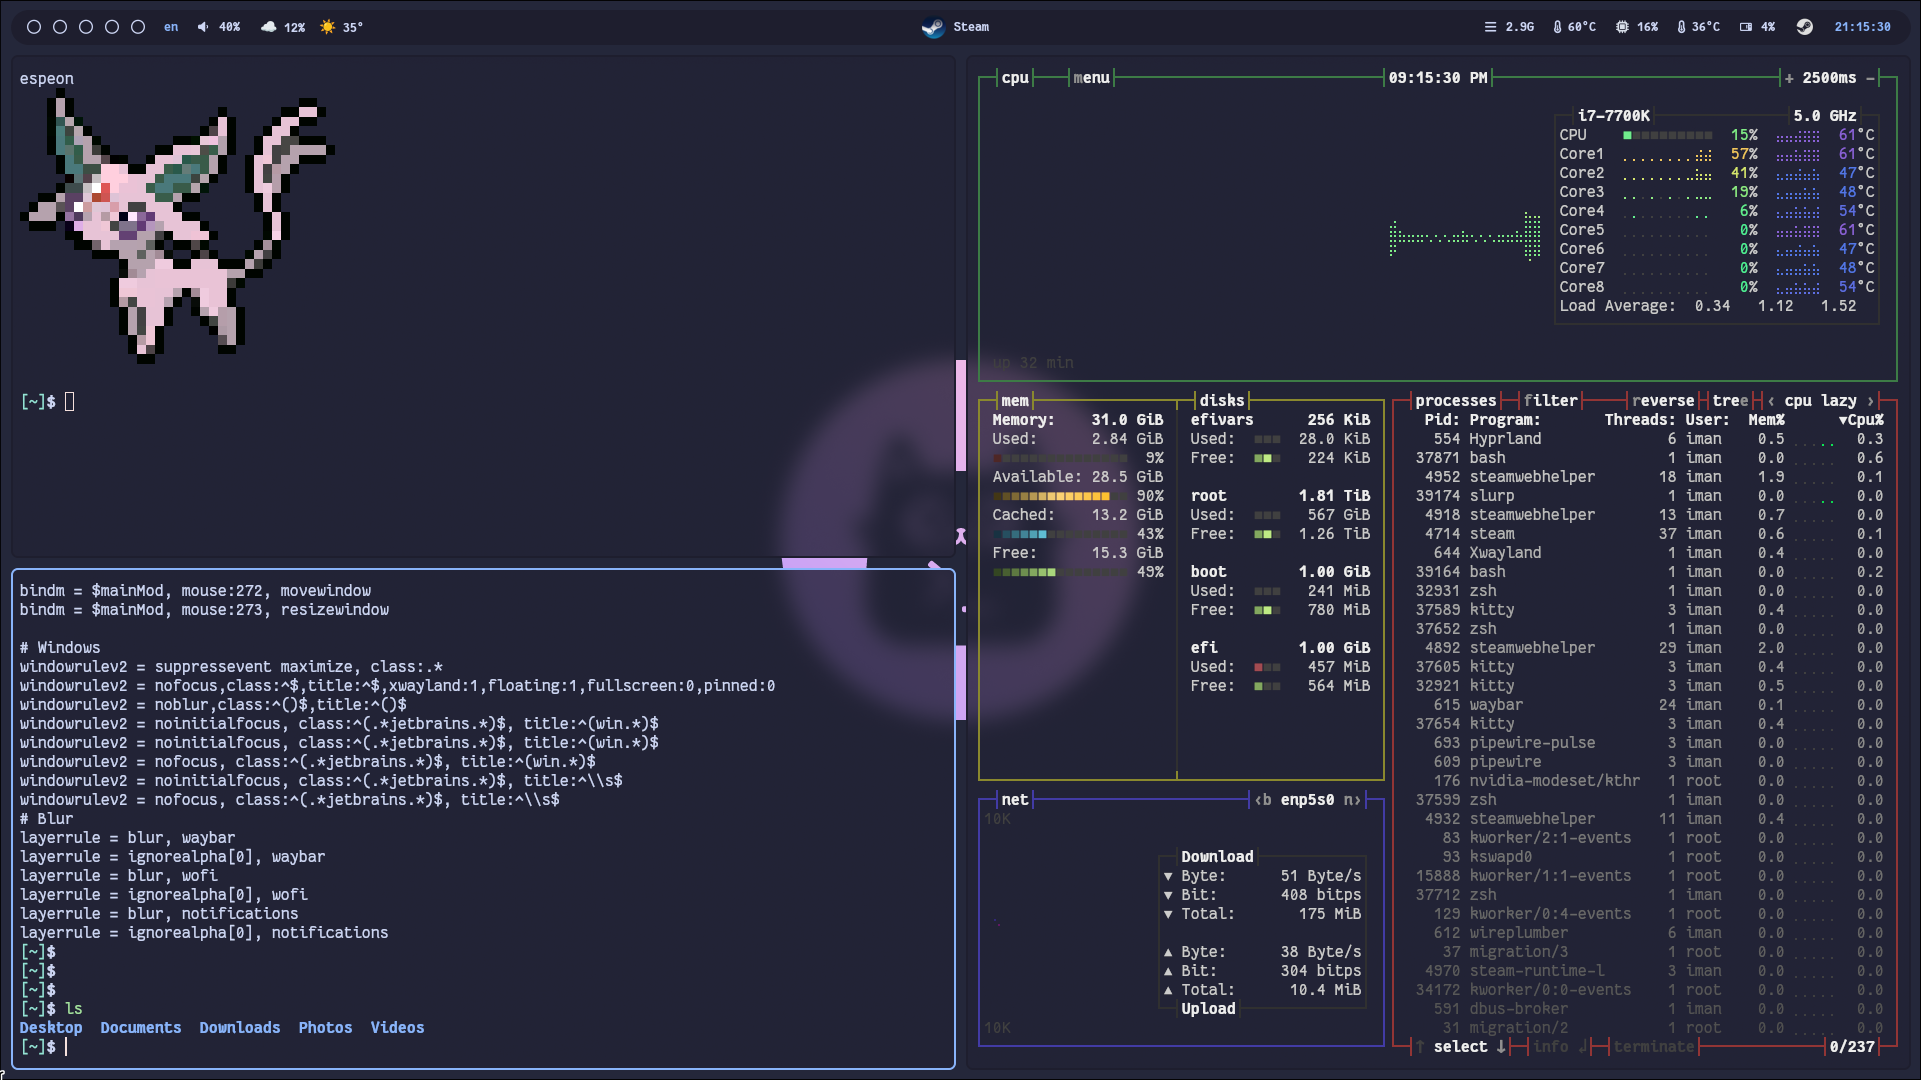 en 40% 12% 35°
Steam
2.9G 60°C 16% 36°C 4% 21:15:30
espeon
[~]$
bindm = $mainMod, mouse:272, movewindow
bindm = $mainMod, mouse:273, resizewindow
# Windows
windowrulev2 = suppressevent maximize, class:.*
windowrulev2 = nofocus,class:^$,title:^$,xwayland:1,floating:1,fullscreen:0,pinned:0
windowrulev2 = noblur,class:^()$,title:^()$
windowrulev2 = noinitialfocus, class:^(.*jetbrains.*)$, title:^(win.*)$
windowrulev2 = noinitialfocus, class:^(.*jetbrains.*)$, title:^(win.*)$
windowrulev2 = nofocus, class:^(.*jetbrains.*)$, title:^(win.*)$
windowrulev2 = noinitialfocus, class:^(.*jetbrains.*)$, title:^\\s$
windowrulev2 = nofocus, class:^(.*jetbrains.*)$, title:^\\s$
# Blur
layerrule = blur, waybar
layerrule = ignorealpha[0], waybar
layerrule = blur, wofi
layerrule = ignorealpha[0], wofi
layerrule = blur, notifications
layerrule = ignorealpha[0], notifications
[~]$
[~]$
[~]$
[~]$ ls
Desktop Documents Downloads Photos Videos
[~]$
cpu menu 09:15:30 PM + 2500ms -
i7-7700K 5.0 GHz
CPU 15% 61°C
Core1 57% 61°C
Core2 41% 47°C
Core3 19% 48°C
Core4 6% 54°C
Core5 0% 61°C
Core6 0% 47°C
Core7 0% 48°C
Core8 0% 54°C
Load Average: 0.34 1.12 1.52
up 32 min
mem
Memory: 31.0 GiB
Used: 2.84 GiB
9%
Available: 28.5 GiB
90%
Cached: 13.2 GiB
43%
Free: 15.3 GiB
49%
disks
efivars 256 KiB
Used: 28.0 KiB
Free: 224 KiB
root 1.81 TiB
Used: 567 GiB
Free: 1.26 TiB
boot 1.00 GiB
Used: 241 MiB
Free: 780 MiB
efi 1.00 GiB
Used: 457 MiB
Free: 564 MiB
net ‹b enp5s0 n›
10K
Download
▼ Byte: 51 Byte/s
▼ Bit: 408 bitps
▼ Total: 175 MiB
▲ Byte: 38 Byte/s
▲ Bit: 304 bitps
▲ Total: 10.4 MiB
Upload
10K
processes filter reverse tree ‹ cpu lazy ›
Pid: Program: Threads: User: Mem% ▼Cpu%
554 Hyprland 6 iman 0.5 0.3
37871 bash 1 iman 0.0 0.6
4952 steamwebhelper 18 iman 1.9 0.1
39174 slurp 1 iman 0.0 0.0
4918 steamwebhelper 13 iman 0.7 0.0
4714 steam 37 iman 0.6 0.1
644 Xwayland 1 iman 0.4 0.0
39164 bash 1 iman 0.0 0.2
32931 zsh 1 iman 0.0 0.0
37589 kitty 3 iman 0.4 0.0
37652 zsh 1 iman 0.0 0.0
4892 steamwebhelper 29 iman 2.0 0.0
37605 kitty 3 iman 0.4 0.0
32921 kitty 3 iman 0.5 0.0
615 waybar 24 iman 0.1 0.0
37654 kitty 3 iman 0.4 0.0
693 pipewire-pulse 3 iman 0.0 0.0
609 pipewire 3 iman 0.0 0.0
176 nvidia-modeset/kthr 1 root 0.0 0.0
37599 zsh 1 iman 0.0 0.0
4932 steamwebhelper 11 iman 0.4 0.0
83 kworker/2:1-events 1 root 0.0 0.0
93 kswapd0 1 root 0.0 0.0
15888 kworker/1:1-events 1 root 0.0 0.0
37712 zsh 1 iman 0.0 0.0
129 kworker/0:4-events 1 root 0.0 0.0
612 wireplumber 6 iman 0.0 0.0
37 migration/3 1 root 0.0 0.0
4970 steam-runtime-l 3 iman 0.0 0.0
34172 kworker/0:0-events 1 root 0.0 0.0
591 dbus-broker 1 iman 0.0 0.0
31 migration/2 1 root 0.0 0.0
↑ select ↓ info ↲ terminate 0/237